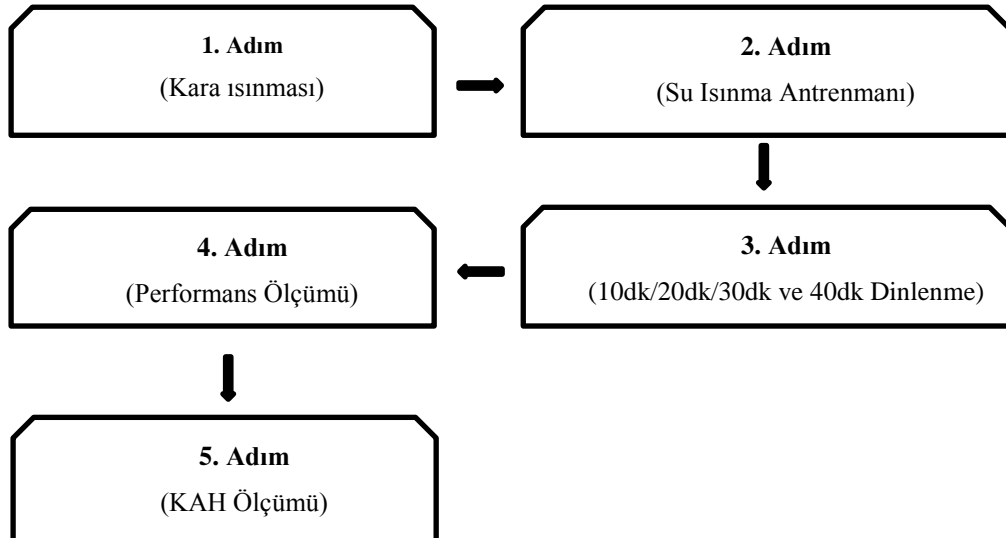 1. Adım
(Kara ısınması)
2. Adım
(Su Isınma Antrenmanı)
3. Adım
(10dk/20dk/30dk ve 40dk Dinlenme)
4. Adım
(Performans Ölçümü)
5. Adım
(KAH Ölçümü)